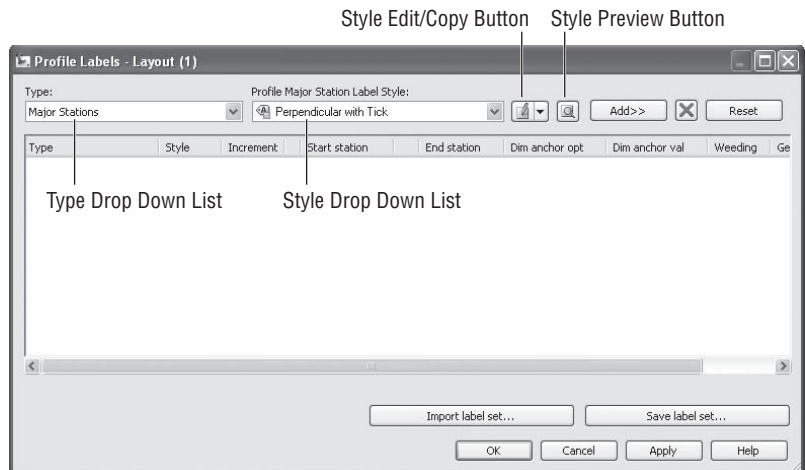 Style Edit/Copy Button Style Preview Button
Profile Labels - Layout (1)
Type: Profile Major Station Label Style:
Major Stations Perpendicular with Tick Add>> Reset
Type Style Increment Start station End station Dim anchor opt Dim anchor val Weeding Ge
Type Drop Down List Style Drop Down List
Import label set... Save label set...
OK Cancel Apply Help